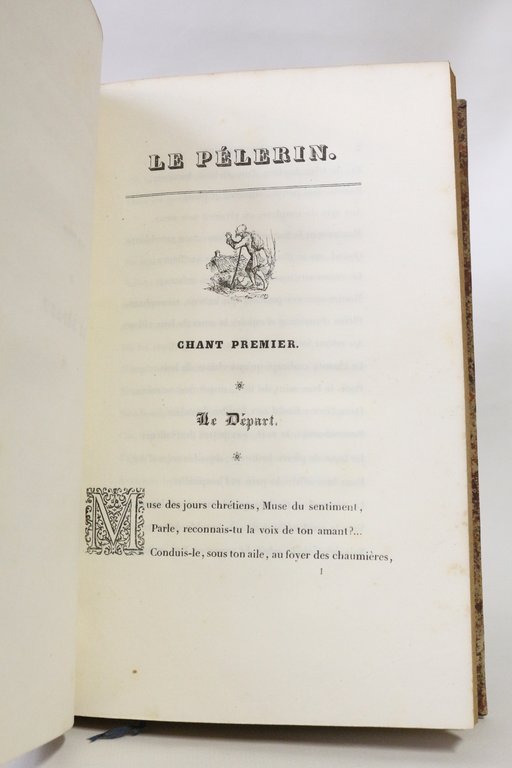 LE PÉLERIN.
CHANT PREMIER.
Le Départ.
Muse des jours chrétiens, Muse du sentiment,
Parle, reconnais-tu la voix de ton amant?...
Conduis-le, sous ton aile, au foyer des chaumières,
1